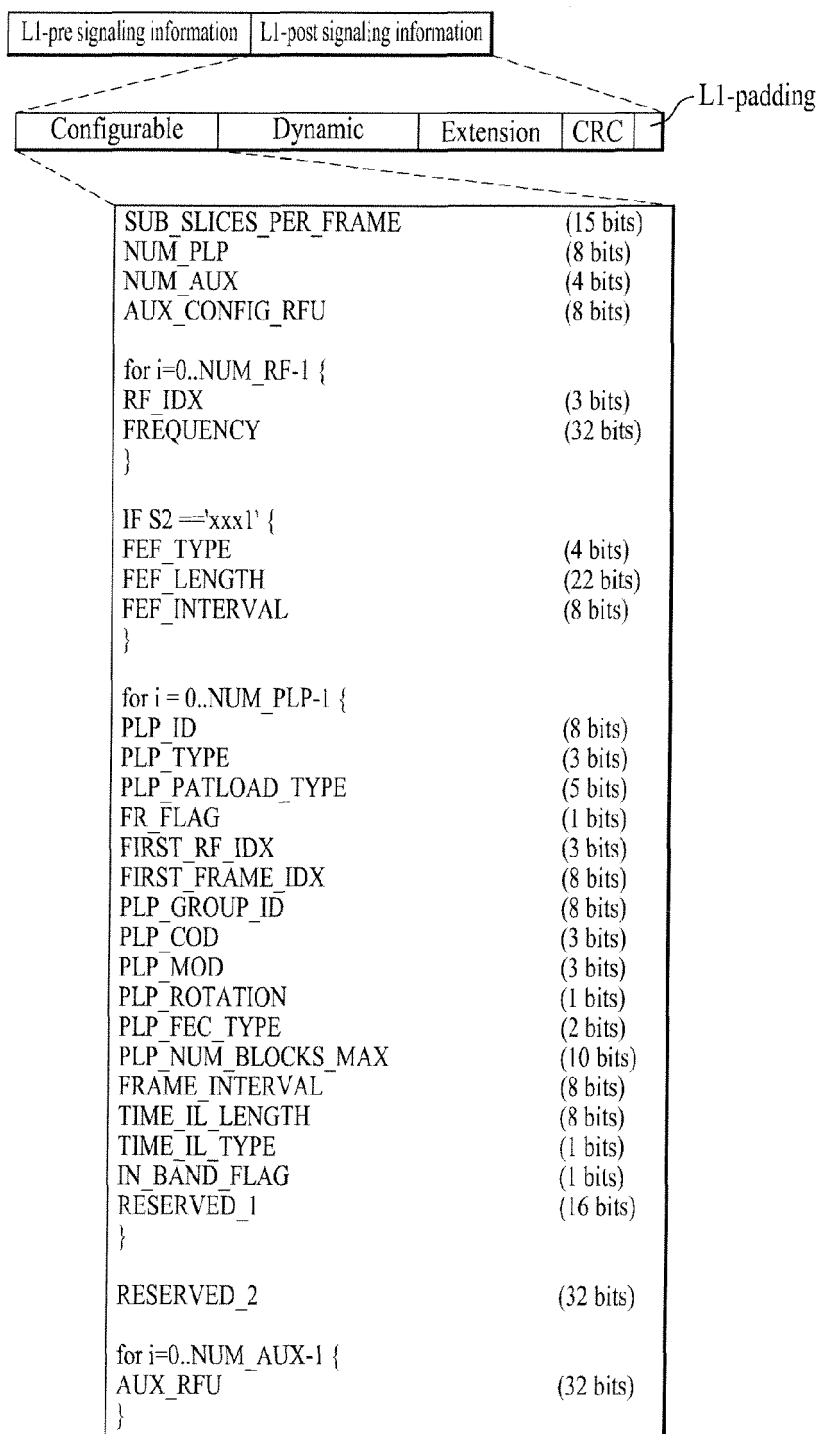 L1-pre signaling information L1-post signaling information
L1-padding
Configurable Dynamic Extension CRC
SUB_SLICES_PER_FRAME (15 bits)
NUM_PLP (8 bits)
NUM_AUX (4 bits)
AUX_CONFIG_RFU (8 bits)
for i=0..NUM_RF-1 {
RF_IDX (3 bits)
FREQUENCY (32 bits)
}
IF S2 =='xxx1' {
FEF_TYPE (4 bits)
FEF_LENGTH (22 bits)
FEF_INTERVAL (8 bits)
}
for i = 0..NUM_PLP-1 {
PLP_ID (8 bits)
PLP_TYPE (3 bits)
PLP_PATLOAD_TYPE (5 bits)
FR_FLAG (1 bits)
FIRST_RF_IDX (3 bits)
FIRST_FRAME_IDX (8 bits)
PLP_GROUP_ID (8 bits)
PLP_COD (3 bits)
PLP_MOD (3 bits)
PLP_ROTATION (1 bits)
PLP_FEC_TYPE (2 bits)
PLP_NUM_BLOCKS_MAX (10 bits)
FRAME_INTERVAL (8 bits)
TIME_IL_LENGTH (8 bits)
TIME_IL_TYPE (1 bits)
IN_BAND_FLAG (1 bits)
RESERVED_1 (16 bits)
}
RESERVED_2 (32 bits)
for i=0..NUM_AUX-1 {
AUX_RFU (32 bits)
}